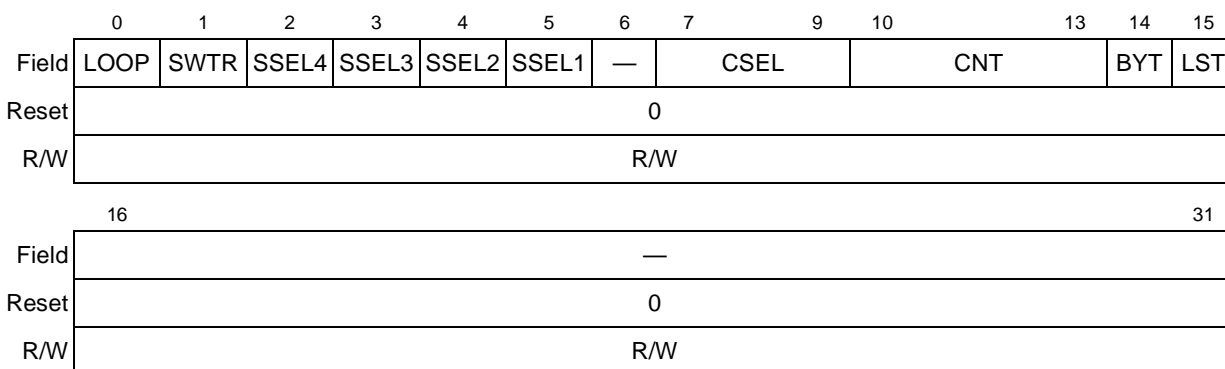 0 1 2 3 4 5 6 7 9 10 13 14 15
Field LOOP SWTR SSEL4 SSEL3 SSEL2 SSEL1 — CSEL CNT BYT LST
Reset 0
R/W R/W
16 31
Field —
Reset 0
R/W R/W